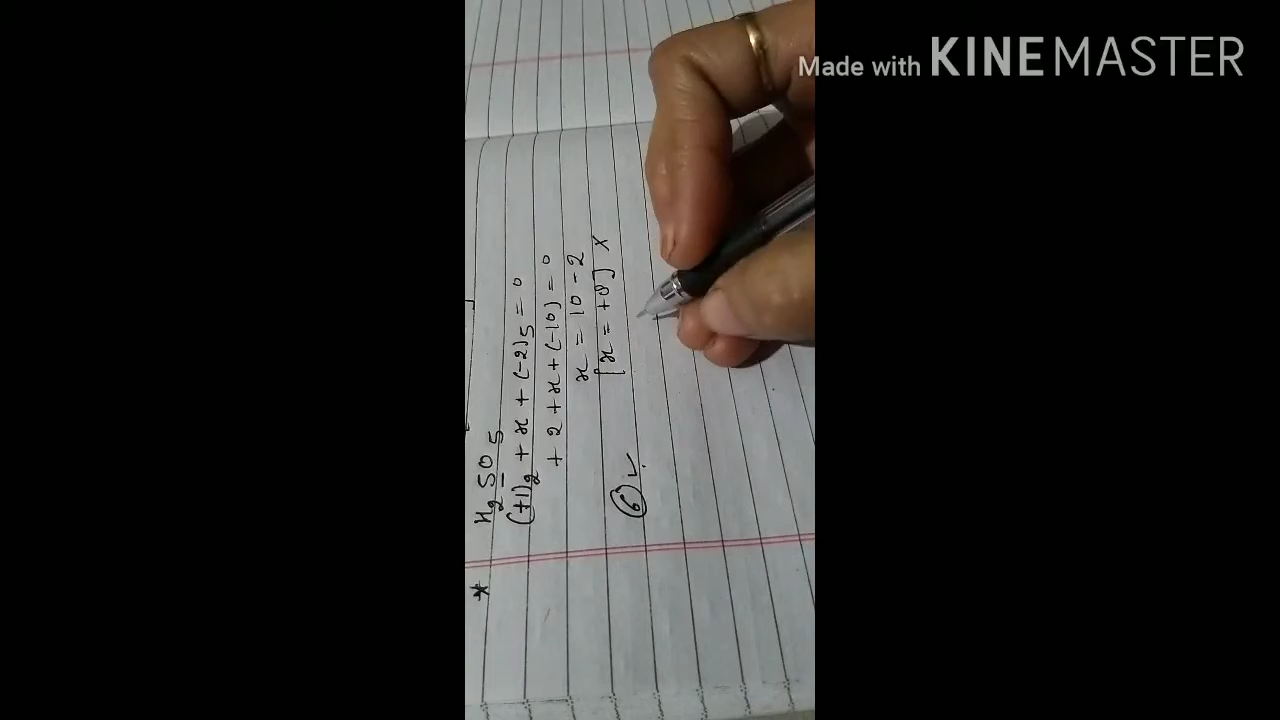 Made with KINEMASTER
* H2SO5
(+1)2 + x + (-2)5 = 0
+ 2 + x + (-10) = 0
x = 10 - 2
[x = +8] x
6 ✓